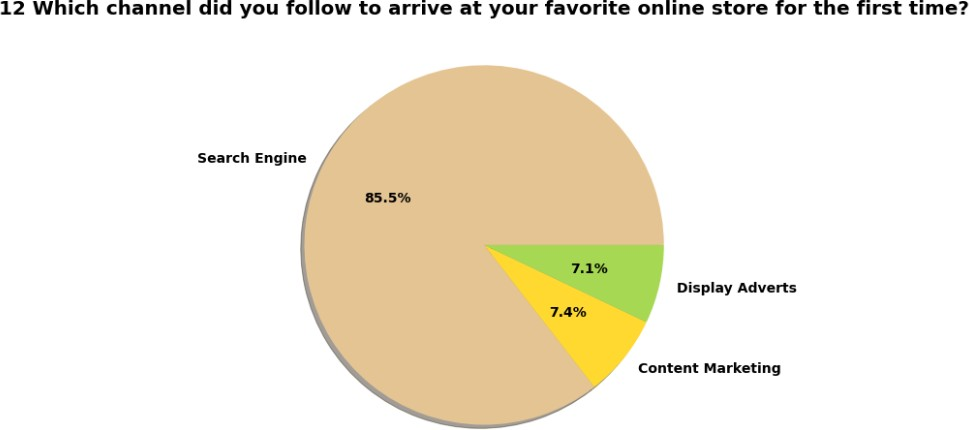 12 Which channel did you follow to arrive at your favorite online store for the first time?
Search Engine
85.5%
7.1%
Display Adverts
7.4%
Content Marketing